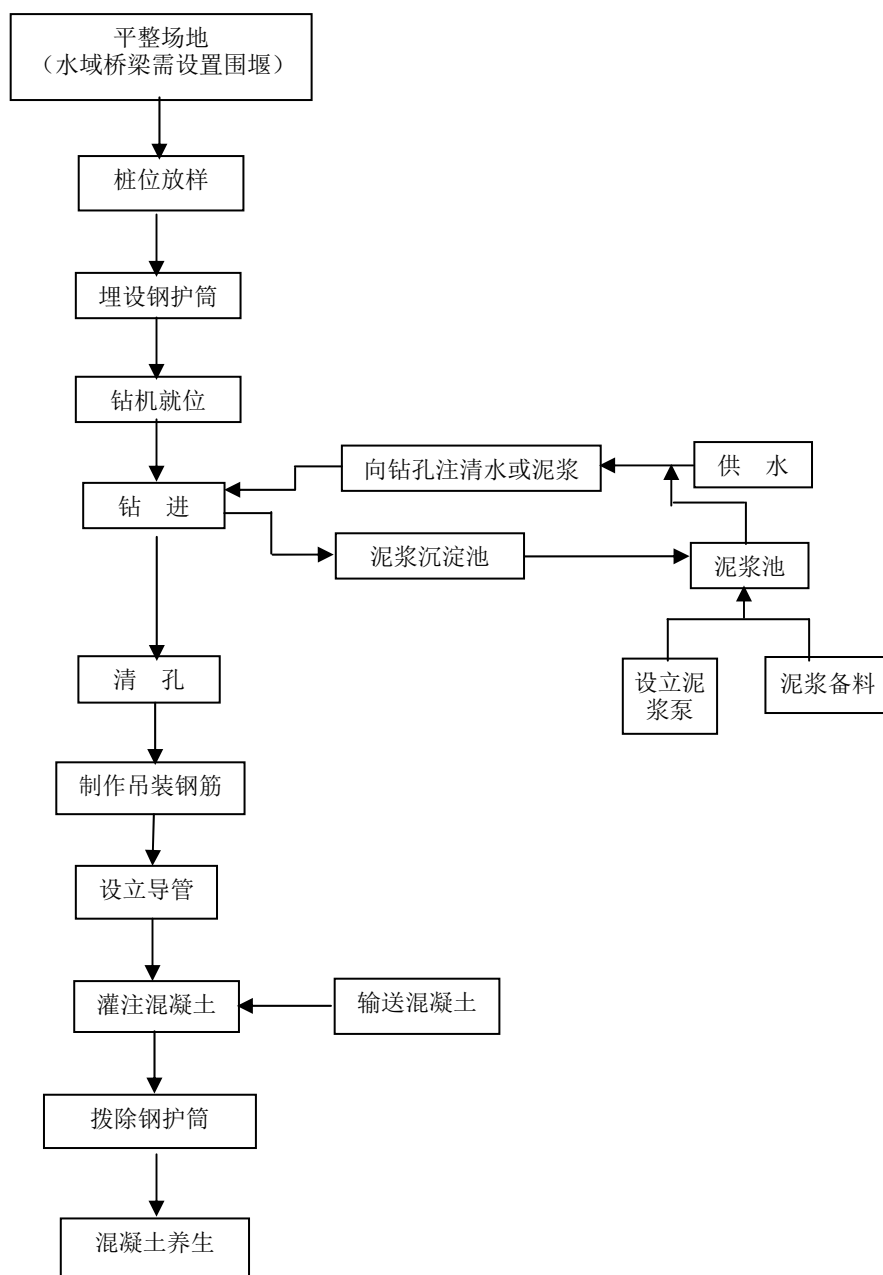 平整场地
（水域桥梁需设置围堰）
桩位放样
埋设钢护筒
钻机就位
向钻孔注清水或泥浆
供 水
钻 进
泥浆沉淀池
泥浆池
清 孔
设立泥
浆泵
泥浆备料
制作吊装钢筋
设立导管
灌注混凝土
输送混凝土
拨除钢护筒
混凝土养生